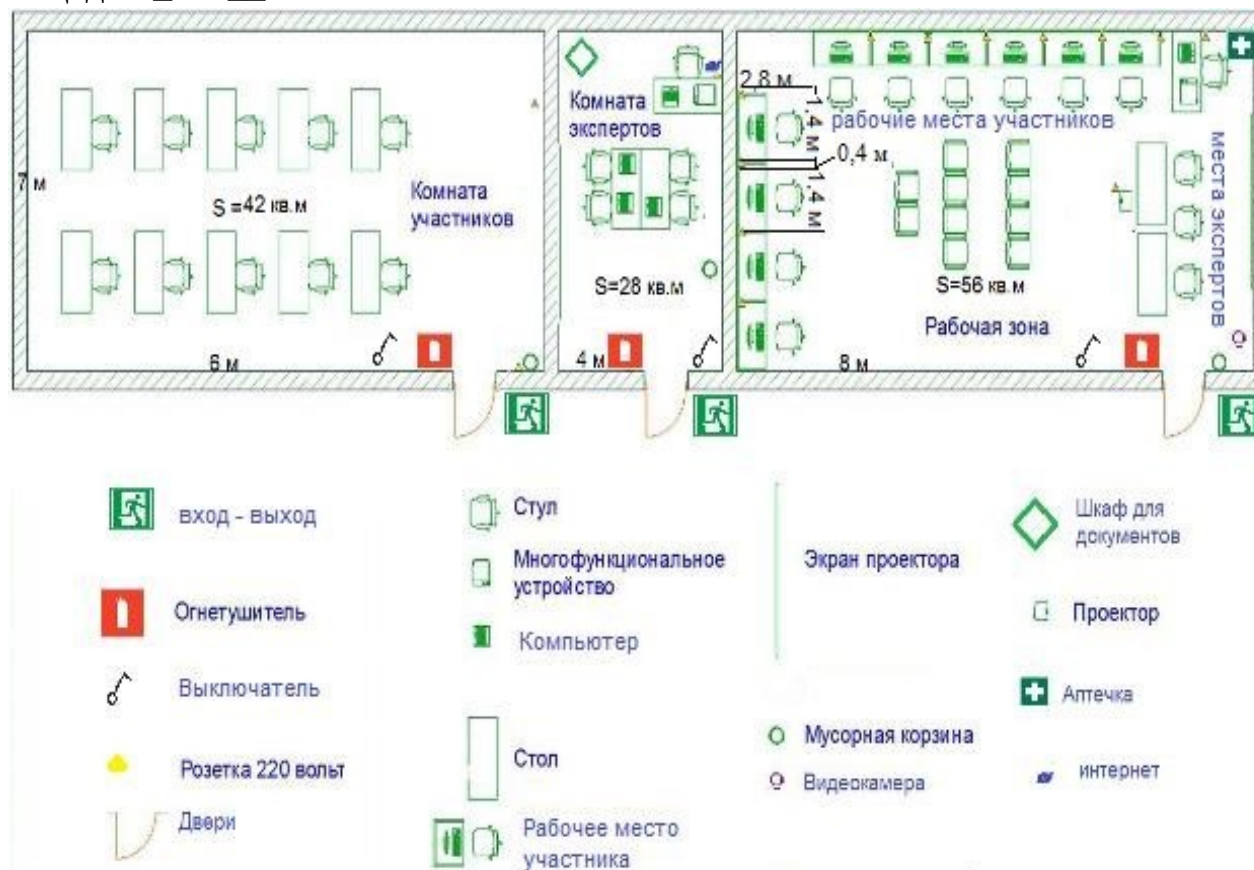 7 м
S =42 кв.м
Комната
участников
6 м
Комната
экспертов
S=28 кв.м
4 м
2,8 м
1,4 м
0,4 м
1,4 м
рабочие места участников
места экспертов
S=56 кв.м
Рабочая зона
8 м
вход - выход
Огнетушитель
Выключатель
Розетка 220 вольт
Двери
Стул
Многофункциональное
устройство
Компьютер
Стол
Рабочее место
участника
Экран проектора
Мусорная корзина
Видеокамера
Шкаф для
документов
Проектор
Аптечка
интернет